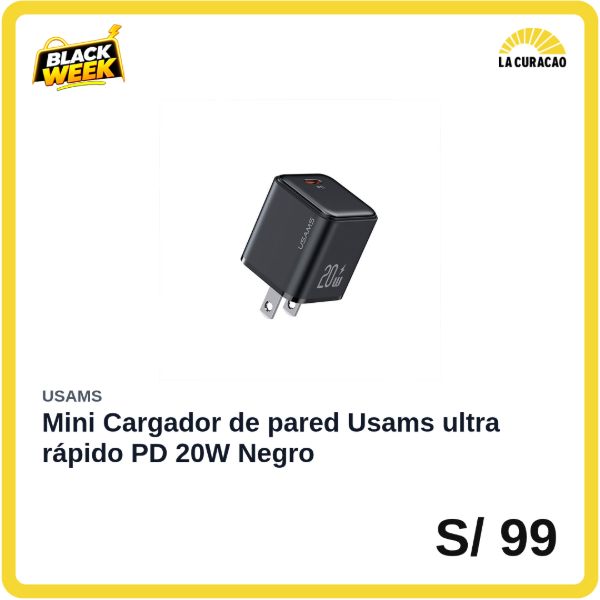 BLACK
WEEK
LA CURACAO
USAMS
20W
USAMS
Mini Cargador de pared Usams ultra
rápido PD 20W Negro
S/ 99